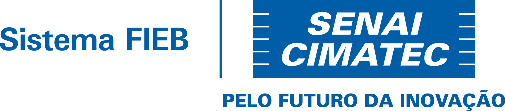 Sistema FIEB
SENAI
CIMATEC
PELO FUTURO DA INOVAÇÃO